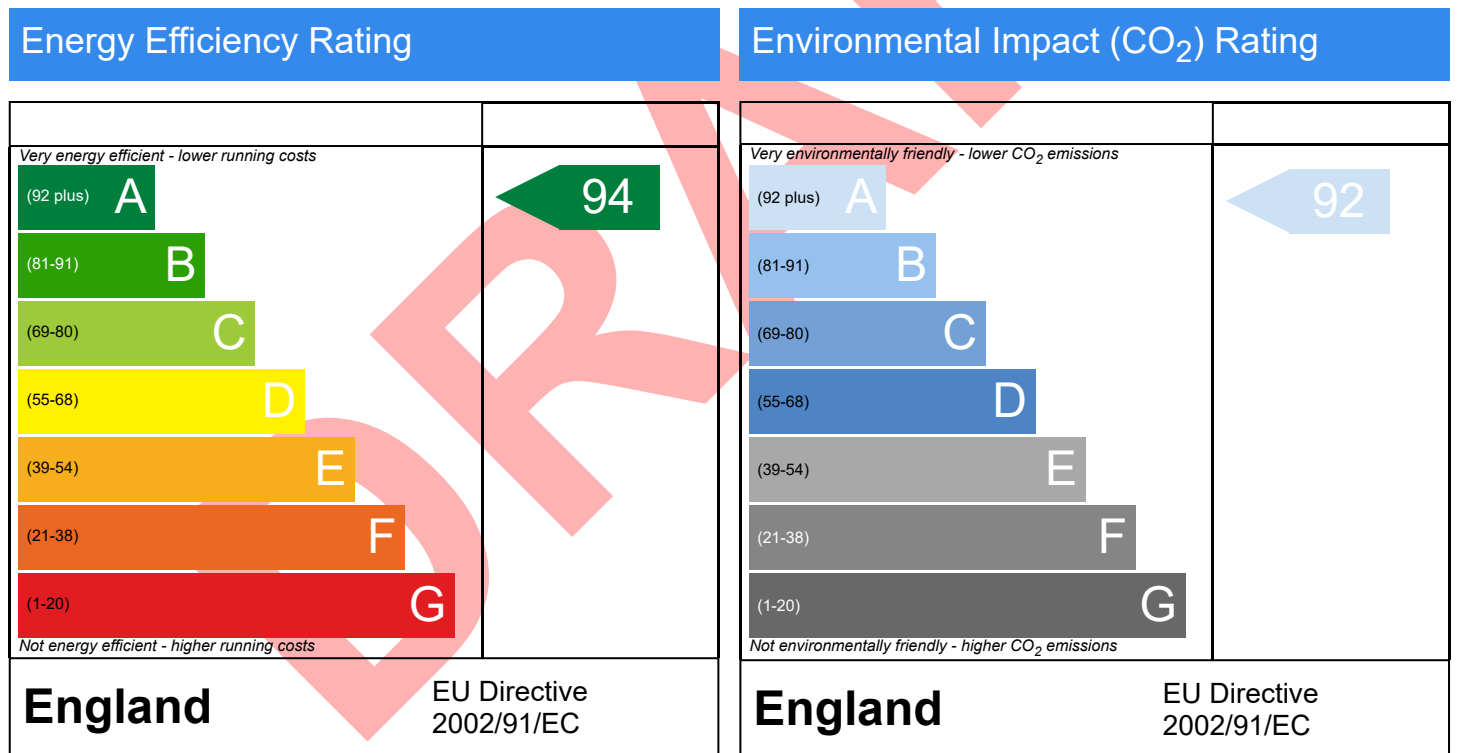 Energy Efficiency Rating
Very energy efficient - lower running costs
(92 plus) A
94
(81-91) B
(69-80) C
(55-68) D
(39-54) E
(21-38) F
(1-20) G
Not energy efficient - higher running costs
England
EU Directive
2002/91/EC
Environmental Impact (CO₂) Rating
Very environmentally friendly - lower CO₂ emissions
(92 plus) A
92
(81-91) B
(69-80) C
(55-68) D
(39-54) E
(21-38) F
(1-20) G
Not environmentally friendly - higher CO₂ emissions
England
EU Directive
2002/91/EC